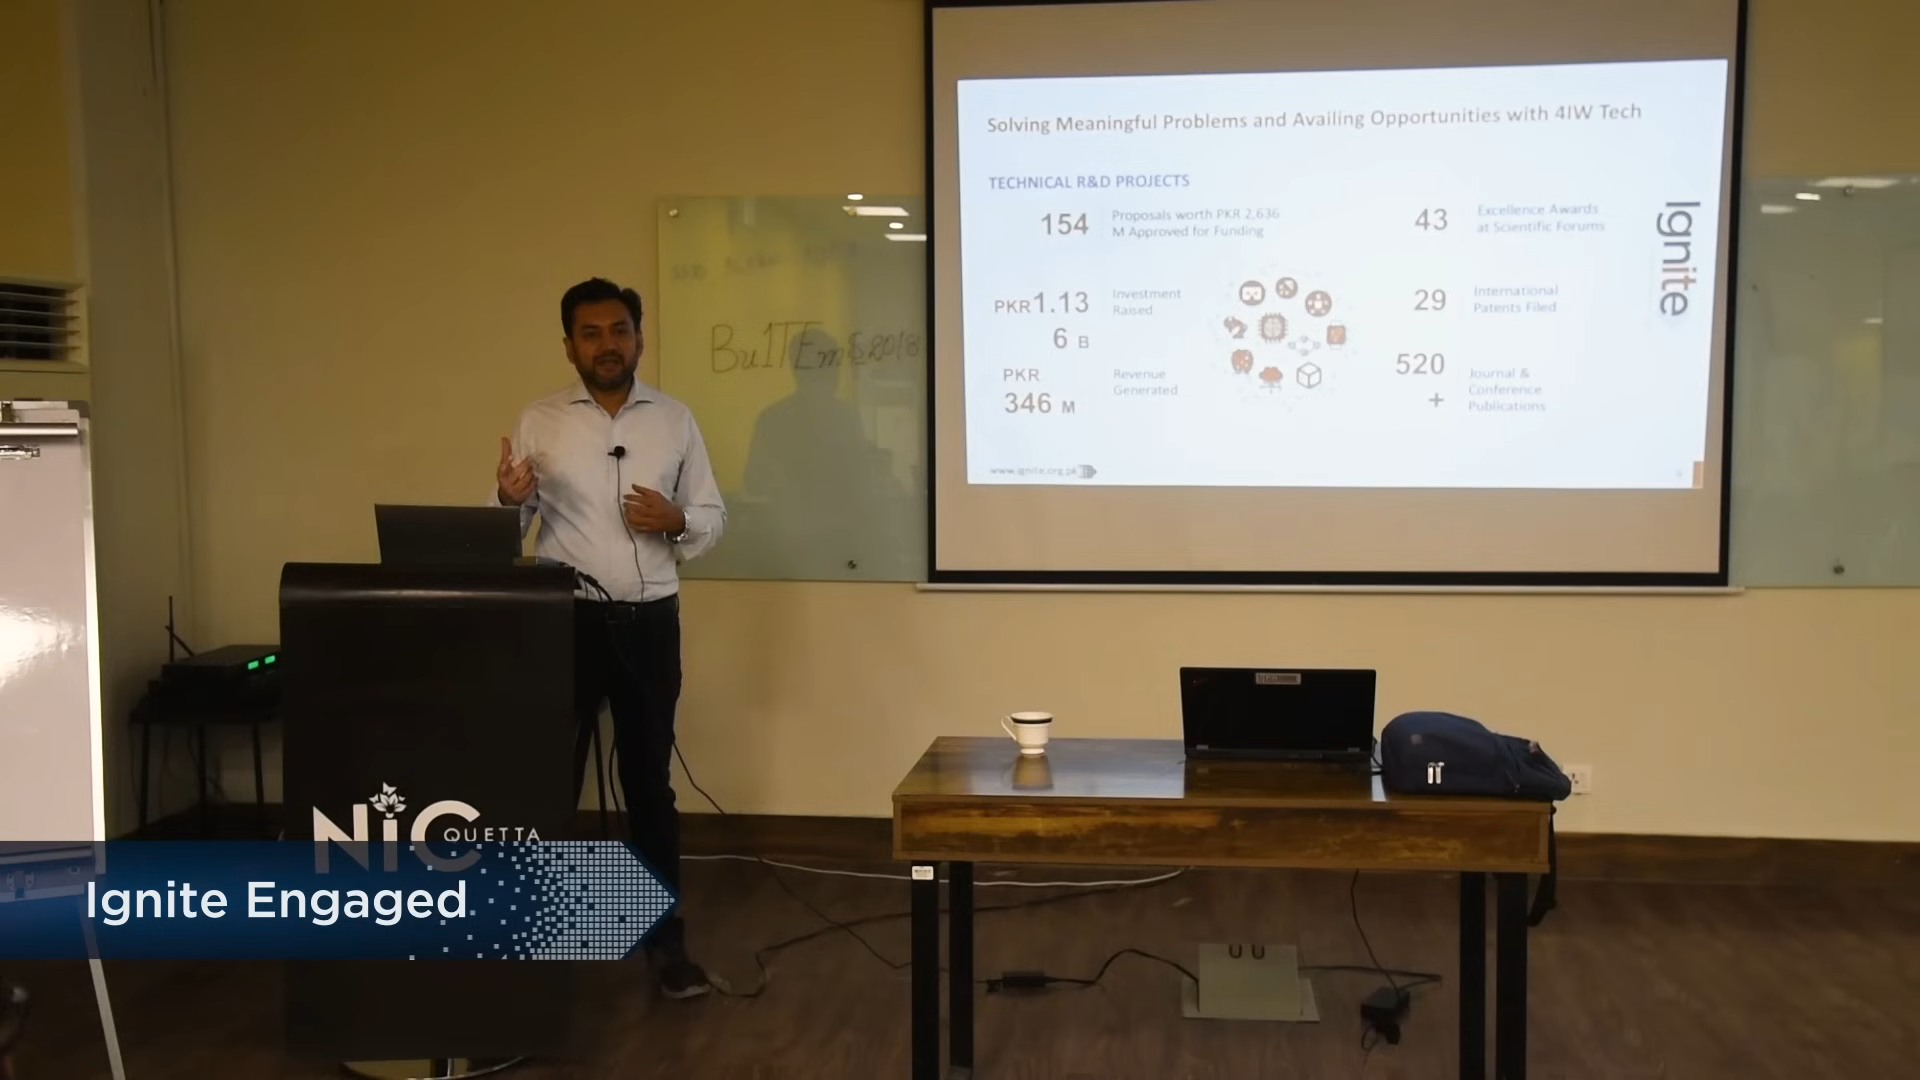 Solving Meaningful Problems and Availing Opportunities with 4IW Tech
TECHNICAL R&D PROJECTS
154
Proposals worth PKR 2,636
M Approved for Funding
PKR1.13
6 B
Investment
Raised
PKR
346 M
Revenue
Generated
43
Excellence Awards
at Scientific Forums
29
International
Patents Filed
520
+
Journal &
Conference
Publications
Ignite
www.ignite.org.pk
Bu1TEmS2018
NiC QUETTA
Ignite Engaged